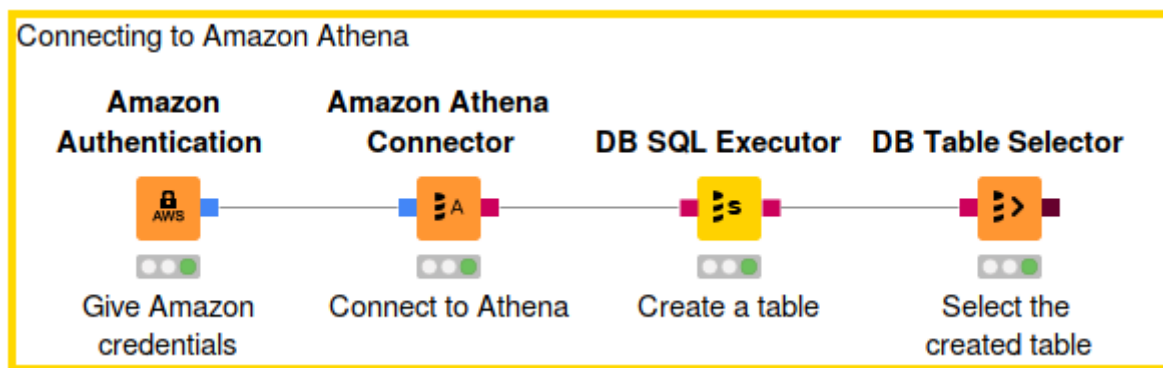 Connecting to Amazon Athena
Amazon
Authentication
Amazon Athena
Connector
DB SQL Executor
DB Table Selector
AWS
A
s
Give Amazon
credentials
Connect to Athena
Create a table
Select the
created table